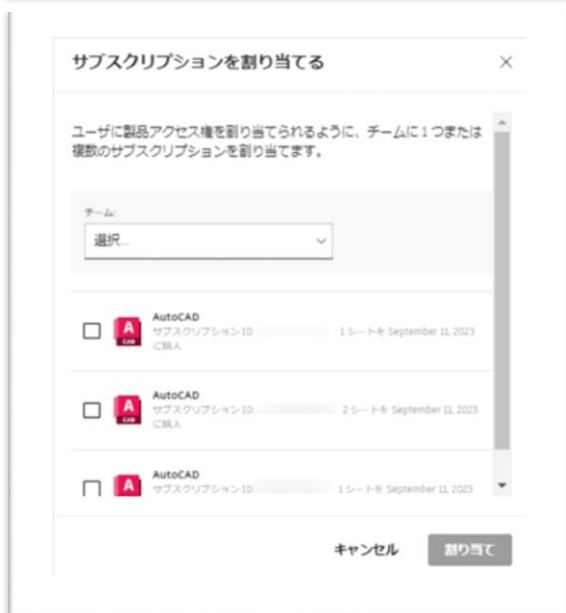 サブスクリプションを割り当てる
ユーザに製品アクセス権を割り当てられるように、チームに1つまたは
複数のサブスクリプションを割り当てます。
チーム:
選択...
AutoCAD
サブスクリプション ID 1 シートを September 11, 2023
に購入
A
CAD
AutoCAD
サブスクリプション ID 2 シートを September 11, 2023
に購入
A
CAD
AutoCAD
サブスクリプション ID 1 シートを September 11, 2023
A
キャンセル 割り当て